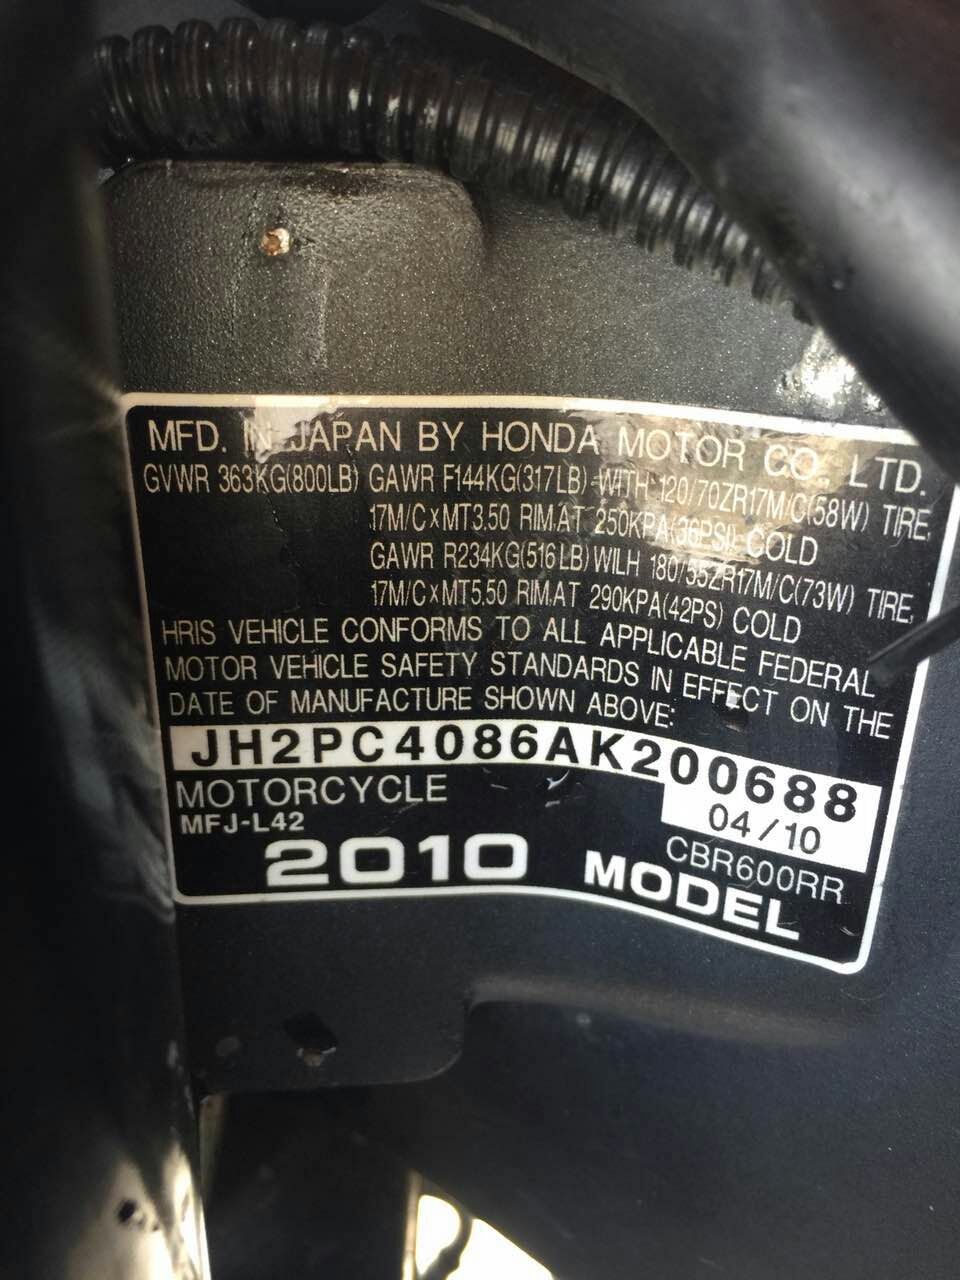 MFD. IN JAPAN BY HONDA MOTOR CO. LTD.
GVWR 363KG(800LB) GAWR F144KG(317LB) WITH 120/70ZR17M/C(58W) TIRE,
17M/C×MT3.50 RIM.AT 250KPA(36PSI) COLD
GAWR R234KG(516LB) WILH 180/55ZR17M/C(73W) TIRE,
17M/C×MT5.50 RIM.AT 290KPA(42PS) COLD
HRIS VEHICLE CONFORMS TO ALL APPLICABLE FEDERAL
MOTOR VEHICLE SAFETY STANDARDS IN EFFECT ON THE
DATE OF MANUFACTURE SHOWN ABOVE:
JH2PC4086AK200688
MOTORCYCLE 04/10
MFJ-L42 CBR600RR
2010 MODEL